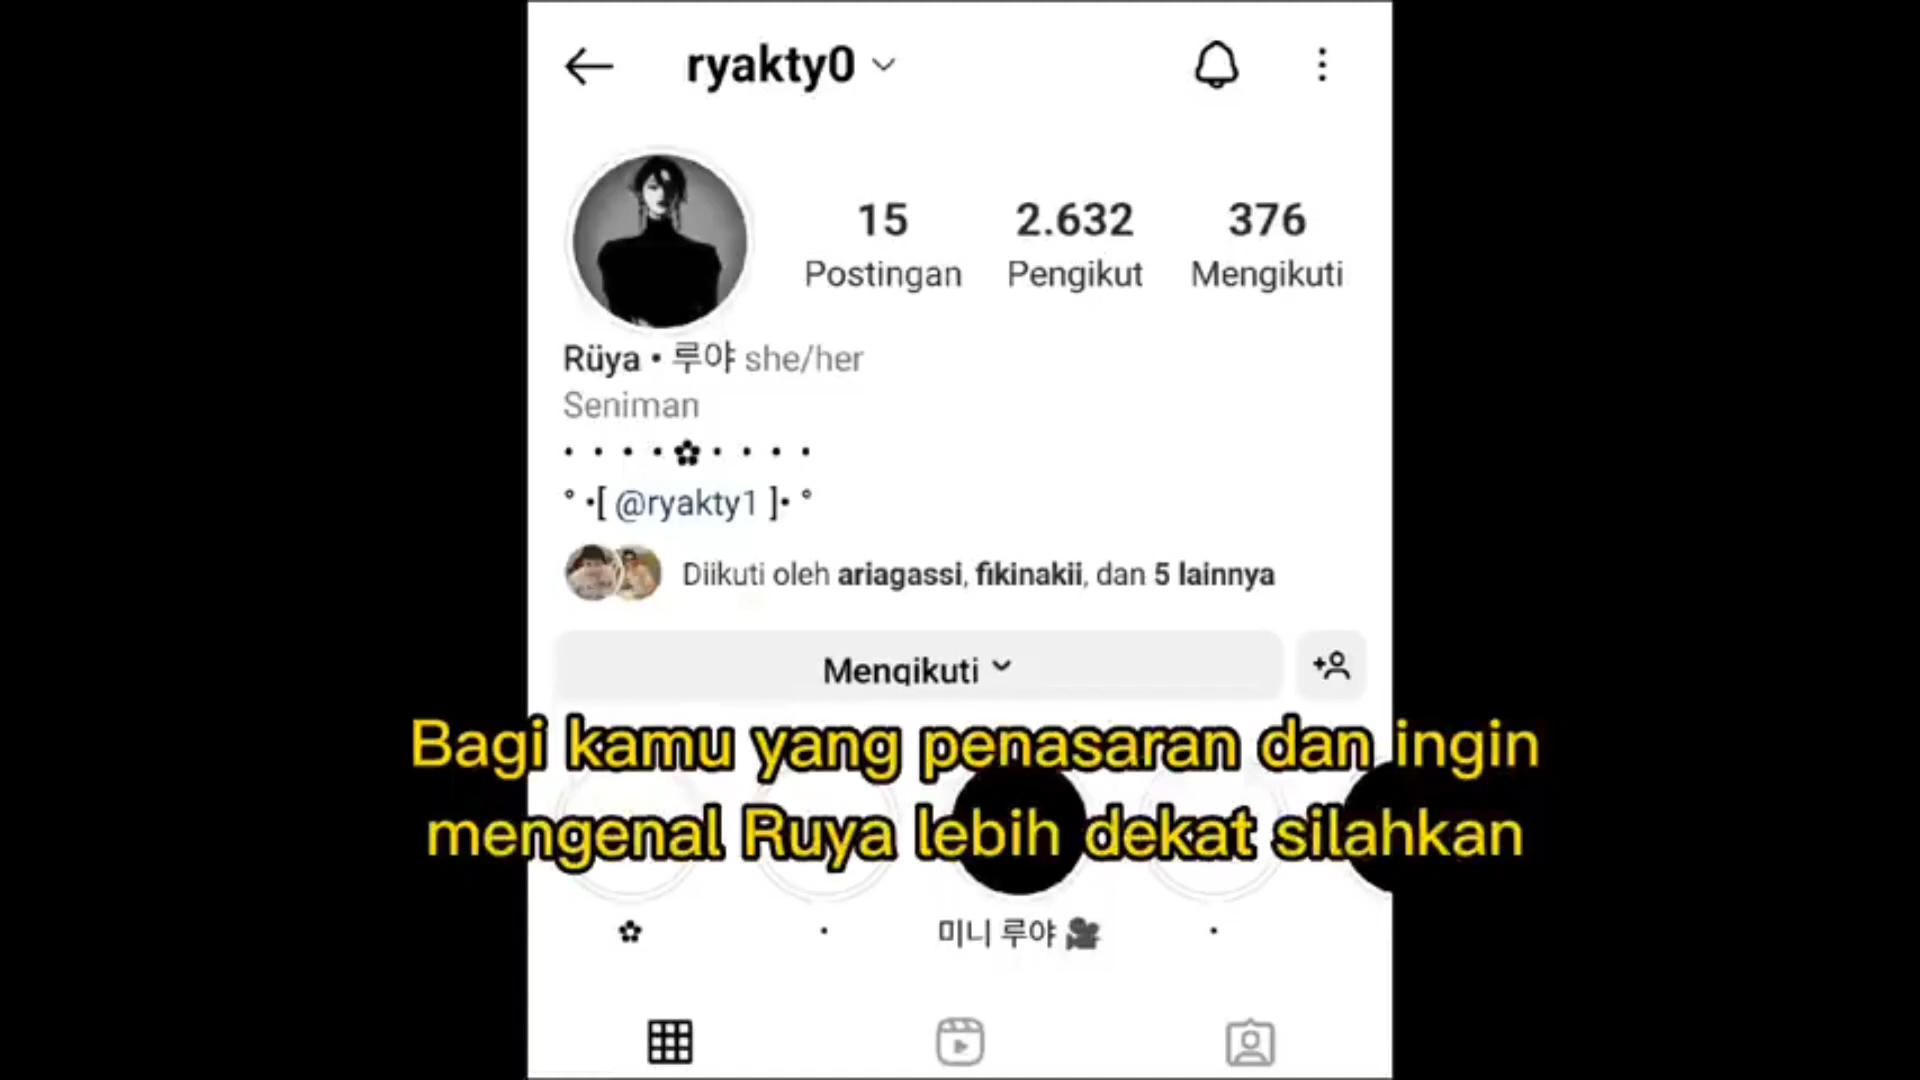 ryakty0
15 2.632 376
Postingan Pengikut Mengikuti
Rüya • 루야 she/her
Seniman
• • • • ✿ • • • •
° •[ @ryakty1 ]• °
Diikuti oleh ariagassi, fikinakii, dan 5 lainnya
Mengikuti
Bagi kamu yang penasaran dan ingin
mengenal Ruya lebih dekat silahkan
✿ • 미니 루야 🎥 •